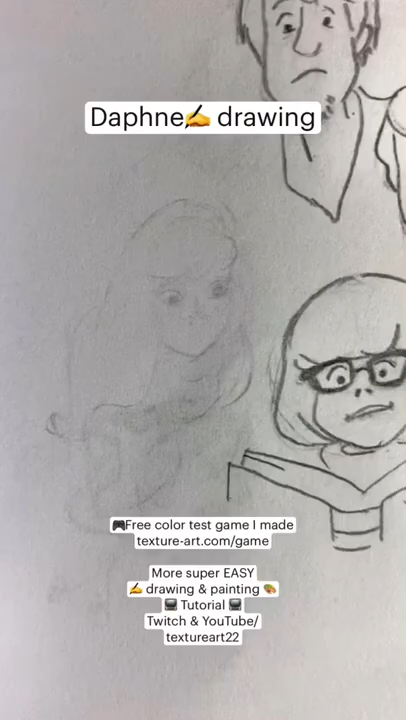 Daphne✍️ drawing
🎮Free color test game I made
texture-art.com/game
More super EASY
✍️ drawing & painting 🎨
📺 Tutorial 📺
Twitch & YouTube/
textureart22